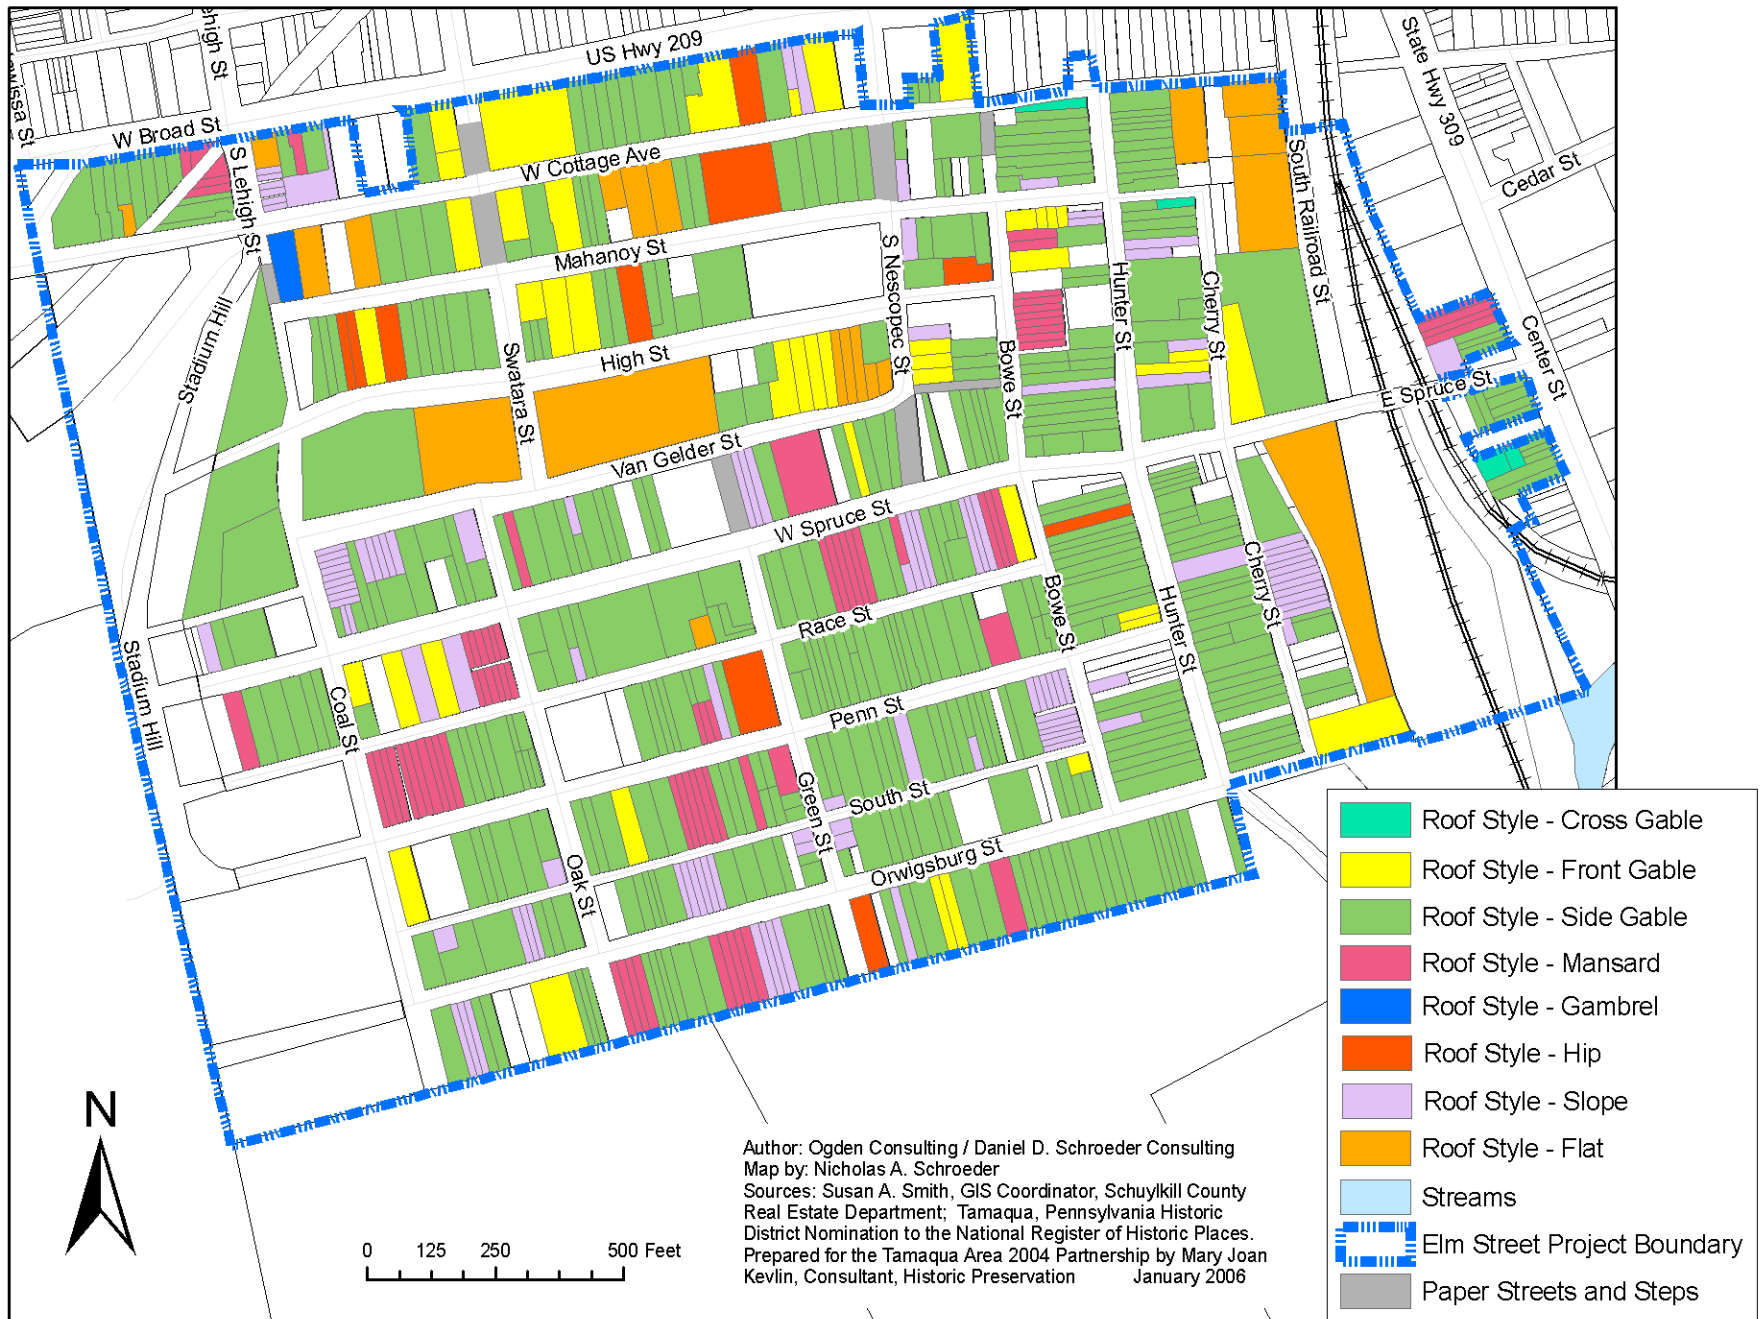 US Hwy 209
W Broad St
W Cottage Ave
Mahanoy St
High St
Van Gelder St
W Spruce St
Race St
Penn St
South St
Orwigsburg St
E Spruce St
Cedar St
State Hwy 309
Center St
South Railroad St
Cherry St
Hunter St
Bowe St
S Nescopec St
Swatara St
S Lehigh St
Stadium Hill
Stadium Hill
Coal St
Oak St
Green St
Bowe St
Hunter St
Cherry St
N
0 125 250 500 Feet
Author: Ogden Consulting / Daniel D. Schroeder Consulting
Map by: Nicholas A. Schroeder
Sources: Susan A. Smith, GIS Coordinator, Schuylkill County
Real Estate Department; Tamaqua, Pennsylvania Historic
District Nomination to the National Register of Historic Places.
Prepared for the Tamaqua Area 2004 Partnership by Mary Joan
Kevlin, Consultant, Historic Preservation January 2006
Roof Style - Cross Gable
Roof Style - Front Gable
Roof Style - Side Gable
Roof Style - Mansard
Roof Style - Gambrel
Roof Style - Hip
Roof Style - Slope
Roof Style - Flat
Streams
Elm Street Project Boundary
Paper Streets and Steps